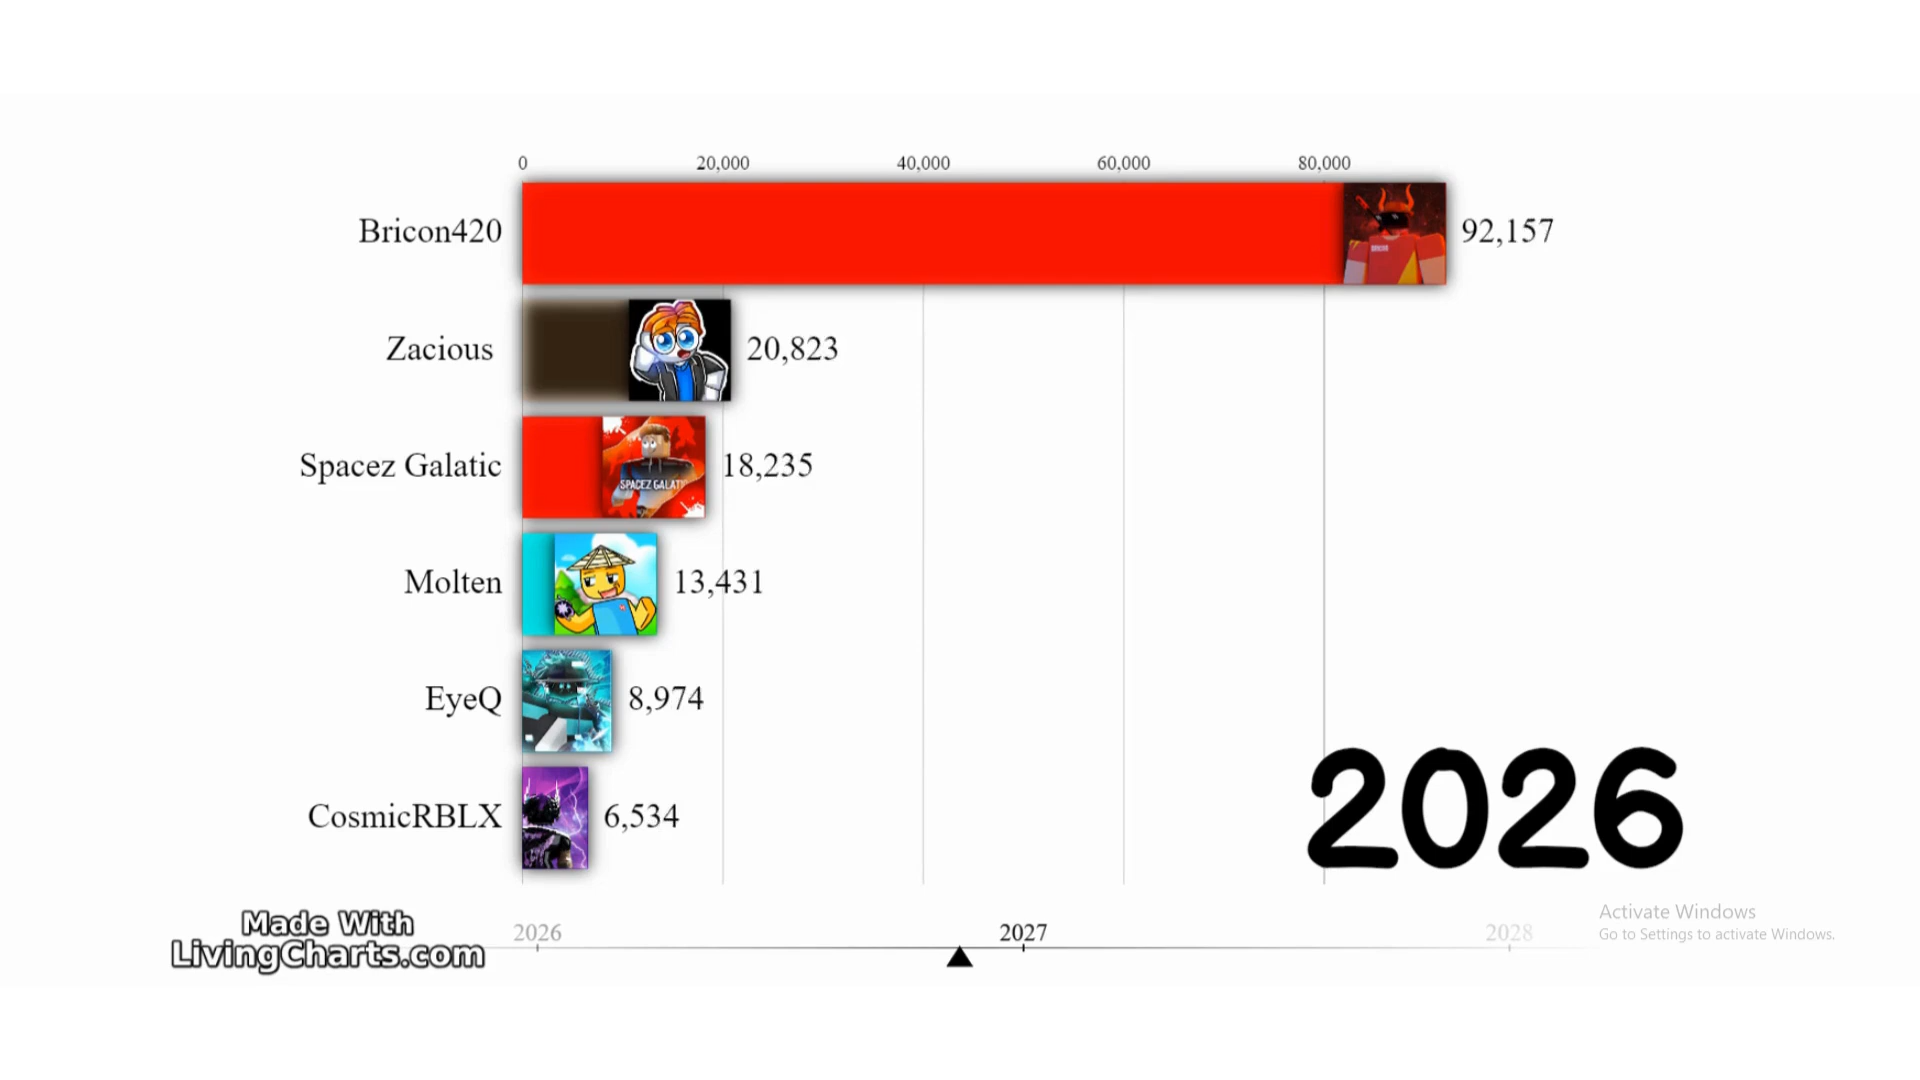 0 20,000 40,000 60,000 80,000
Bricon420 92,157
Zacious 20,823
Spacez Galatic 18,235
SPACEZ GALATI
Molten 13,431
EyeQ 8,974
CosmicRBLX 6,534
2026
2026 2027 2028
Made With
LivingCharts.com
Activate Windows
Go to Settings to activate Windows.